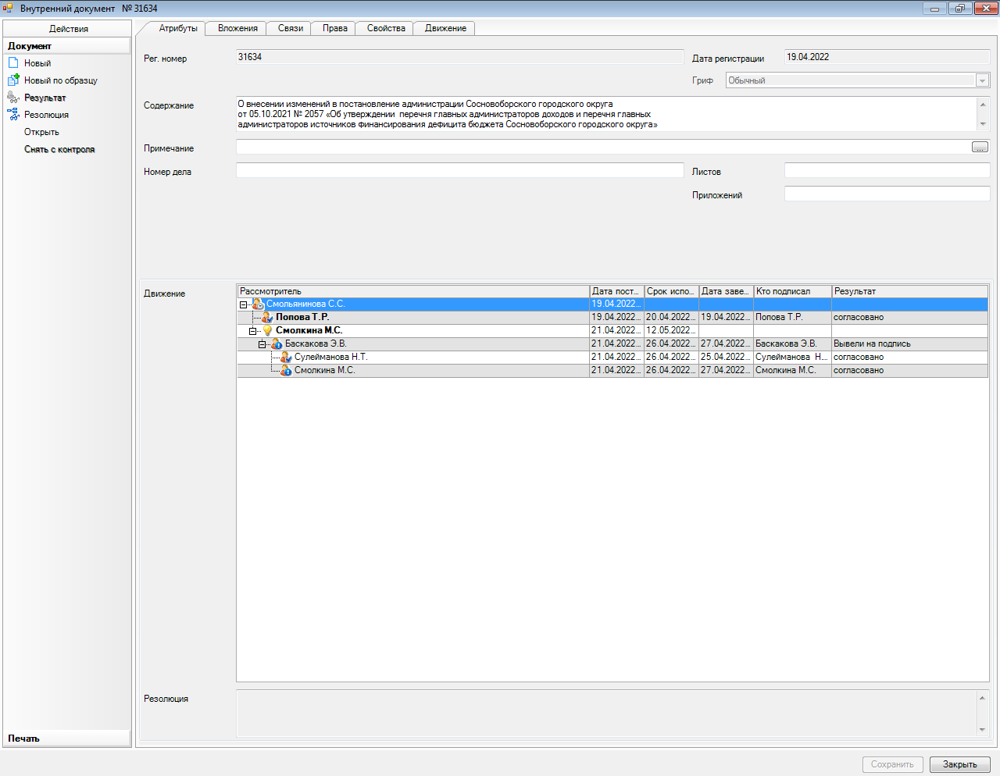 Внутренний документ № 31634
Действия
Документ
Новый
Новый по образцу
Результат
Резолюция
Открыть
Снять с контроля
Печать
Атрибуты Вложения Связи Права Свойства Движение
Рег. номер 31634 Дата регистрации 19.04.2022
Гриф Обычный
Содержание
О внесении изменений в постановление администрации Сосновоборского городского округа
от 05.10.2021 № 2057 «Об утверждении перечня главных администраторов доходов и перечня главных
администраторов источников финансирования дефицита бюджета Сосновоборского городского округа»
Примечание ...
Номер дела Листов
Приложений
Движение
Рассмотритель Дата пост... Срок испо... Дата заве... Кто подписал Результат
Смольянинова С.С. 19.04.2022...
Попова Т.Р. 19.04.2022... 20.04.2022... 19.04.2022... Попова Т.Р. согласовано
Смолкина М.С. 21.04.2022... 12.05.2022...
Баскакова Э.В. 21.04.2022... 26.04.2022... 27.04.2022... Баскакова Э.В. Вывели на подпись
Сулейманова Н.Т. 21.04.2022... 26.04.2022... 25.04.2022... Сулейманова Н.... согласовано
Смолкина М.С. 21.04.2022... 26.04.2022... 27.04.2022... Смолкина М.С. согласовано
Резолюция
Сохранить Закрыть